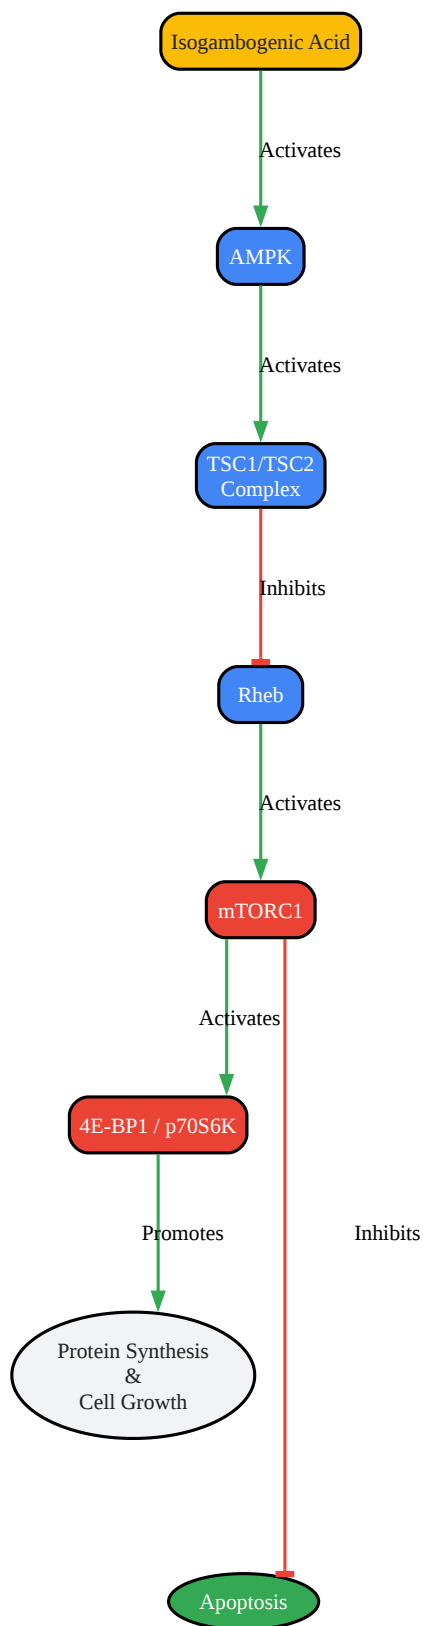 Isogambogenic Acid
Activates
AMPK
Activates
TSC1/TSC2
Complex
Inhibits
Rheb
Activates
mTORC1
Activates
4E-BP1 / p70S6K
Promotes
Inhibits
Protein Synthesis
&
Cell Growth
Apoptosis